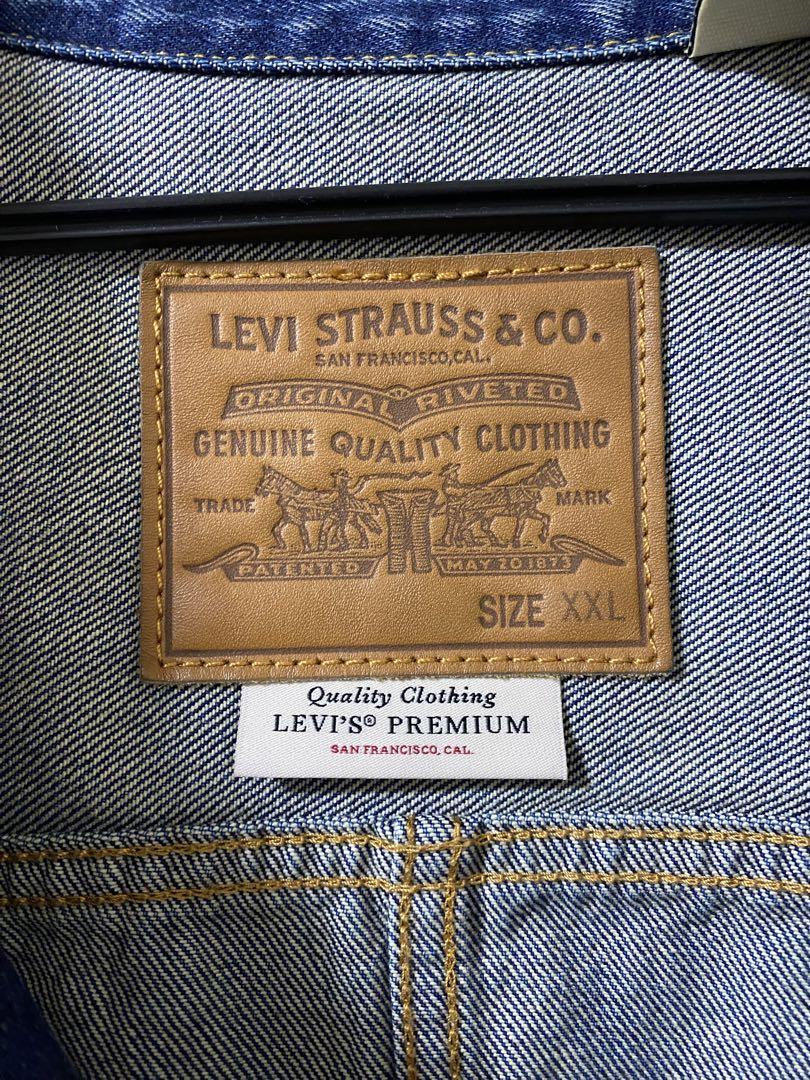 LEVI STRAUSS & CO.
SAN FRANCISCO, CAL.
ORIGINAL RIVETED
GENUINE QUALITY CLOTHING
TRADE MARK
PATENTED MAY 20 1873
SIZE XXL
Quality Clothing
LEVI'S® PREMIUM
SAN FRANCISCO, CAL.